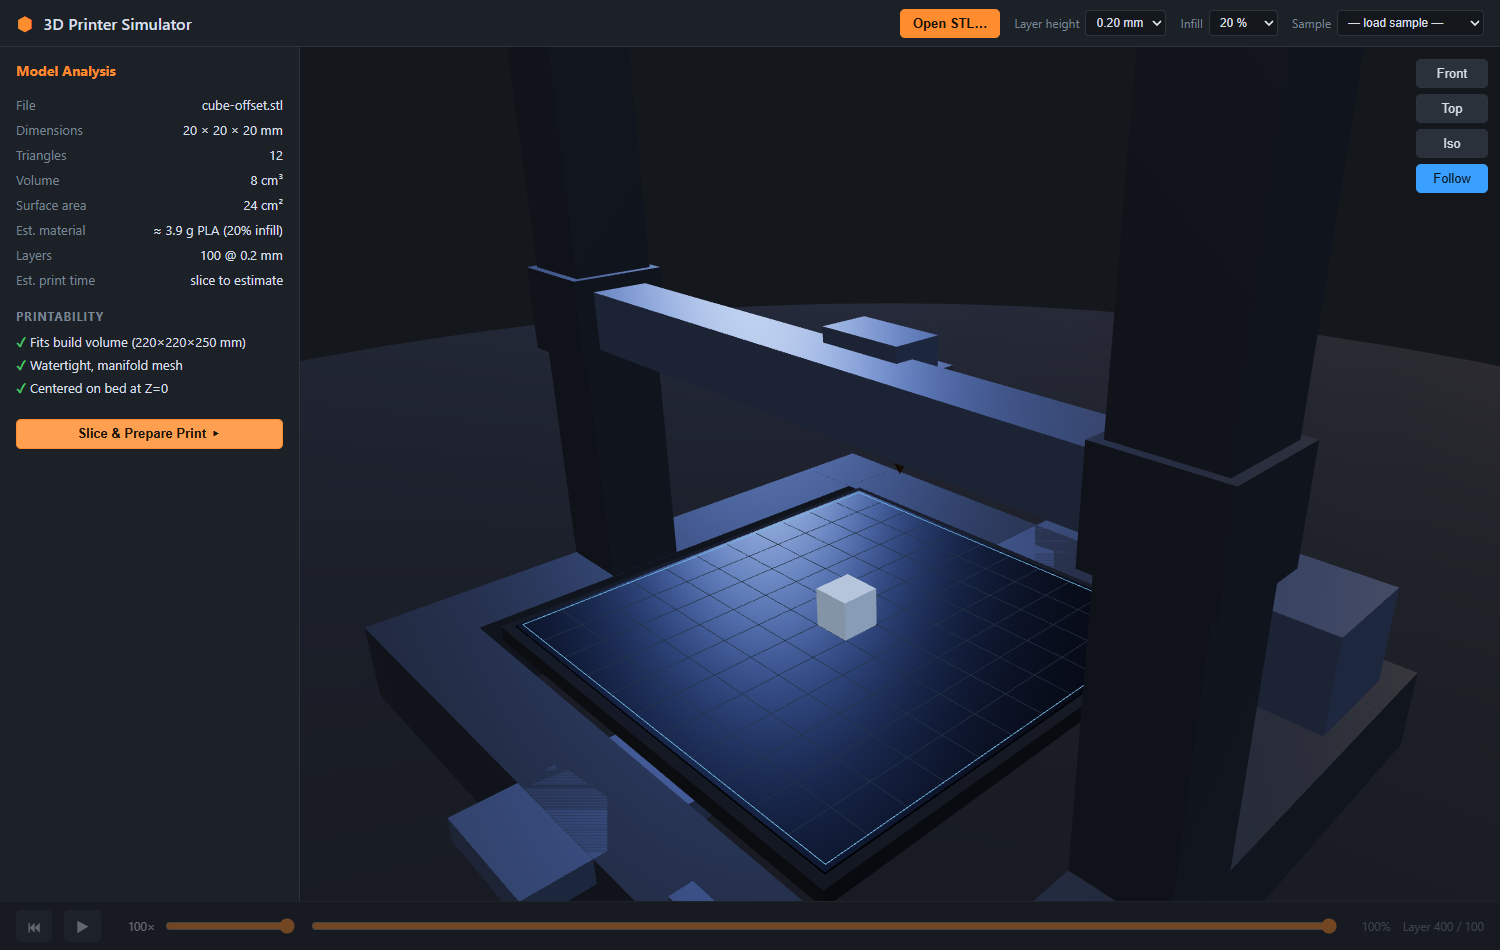 3D Printer Simulator
Open STL...
Layer height 0.20 mm
Infill 20 %
Sample — load sample —
Model Analysis
File cube-offset.stl
Dimensions 20 × 20 × 20 mm
Triangles 12
Volume 8 cm³
Surface area 24 cm²
Est. material ≈ 3.9 g PLA (20% infill)
Layers 100 @ 0.2 mm
Est. print time slice to estimate
PRINTABILITY
✓ Fits build volume (220×220×250 mm)
✓ Watertight, manifold mesh
✓ Centered on bed at Z=0
Slice & Prepare Print ▸
Front
Top
Iso
Follow
100×
100% Layer 400 / 100